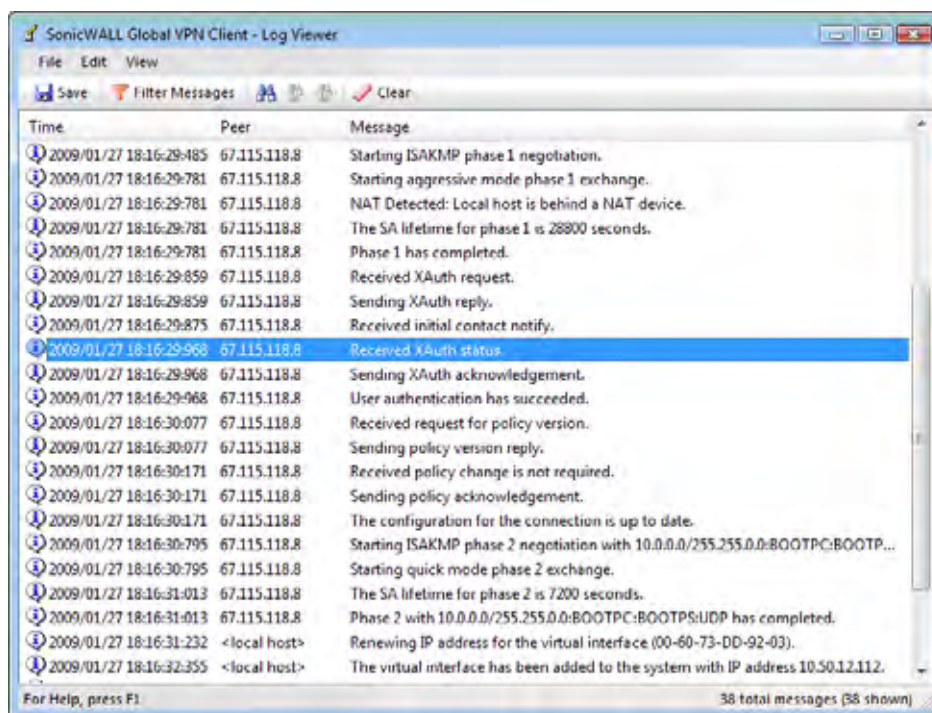 SonicWALL Global VPN Client - Log Viewer
File Edit View
Save Filter Messages Clear
Time Peer Message
2009/01/27 18:16:29:485 67.115.118.8 Starting ISAKMP phase 1 negotiation.
2009/01/27 18:16:29:781 67.115.118.8 Starting aggressive mode phase 1 exchange.
2009/01/27 18:16:29:781 67.115.118.8 NAT Detected: Local host is behind a NAT device.
2009/01/27 18:16:29:781 67.115.118.8 The SA lifetime for phase 1 is 28800 seconds.
2009/01/27 18:16:29:781 67.115.118.8 Phase 1 has completed.
2009/01/27 18:16:29:859 67.115.118.8 Received XAuth request.
2009/01/27 18:16:29:859 67.115.118.8 Sending XAuth reply.
2009/01/27 18:16:29:875 67.115.118.8 Received initial contact notify.
2009/01/27 18:16:29:968 67.115.118.8 Received XAuth status.
2009/01/27 18:16:29:968 67.115.118.8 Sending XAuth acknowledgement.
2009/01/27 18:16:29:968 67.115.118.8 User authentication has succeeded.
2009/01/27 18:16:30:077 67.115.118.8 Received request for policy version.
2009/01/27 18:16:30:077 67.115.118.8 Sending policy version reply.
2009/01/27 18:16:30:171 67.115.118.8 Received policy change is not required.
2009/01/27 18:16:30:171 67.115.118.8 Sending policy acknowledgement.
2009/01/27 18:16:30:171 67.115.118.8 The configuration for the connection is up to date.
2009/01/27 18:16:30:795 67.115.118.8 Starting ISAKMP phase 2 negotiation with 10.0.0.0/255.255.0.0:BOOTPC:BOOTP...
2009/01/27 18:16:30:795 67.115.118.8 Starting quick mode phase 2 exchange.
2009/01/27 18:16:31:013 67.115.118.8 The SA lifetime for phase 2 is 7200 seconds.
2009/01/27 18:16:31:013 67.115.118.8 Phase 2 with 10.0.0.0/255.255.0.0:BOOTPC:BOOTPS:UDP has completed.
2009/01/27 18:16:31:232 <local host> Renewing IP address for the virtual interface (00-60-73-DD-92-03).
2009/01/27 18:16:32:355 <local host> The virtual interface has been added to the system with IP address 10.50.12.112.
For Help, press F1 38 total messages (38 shown)